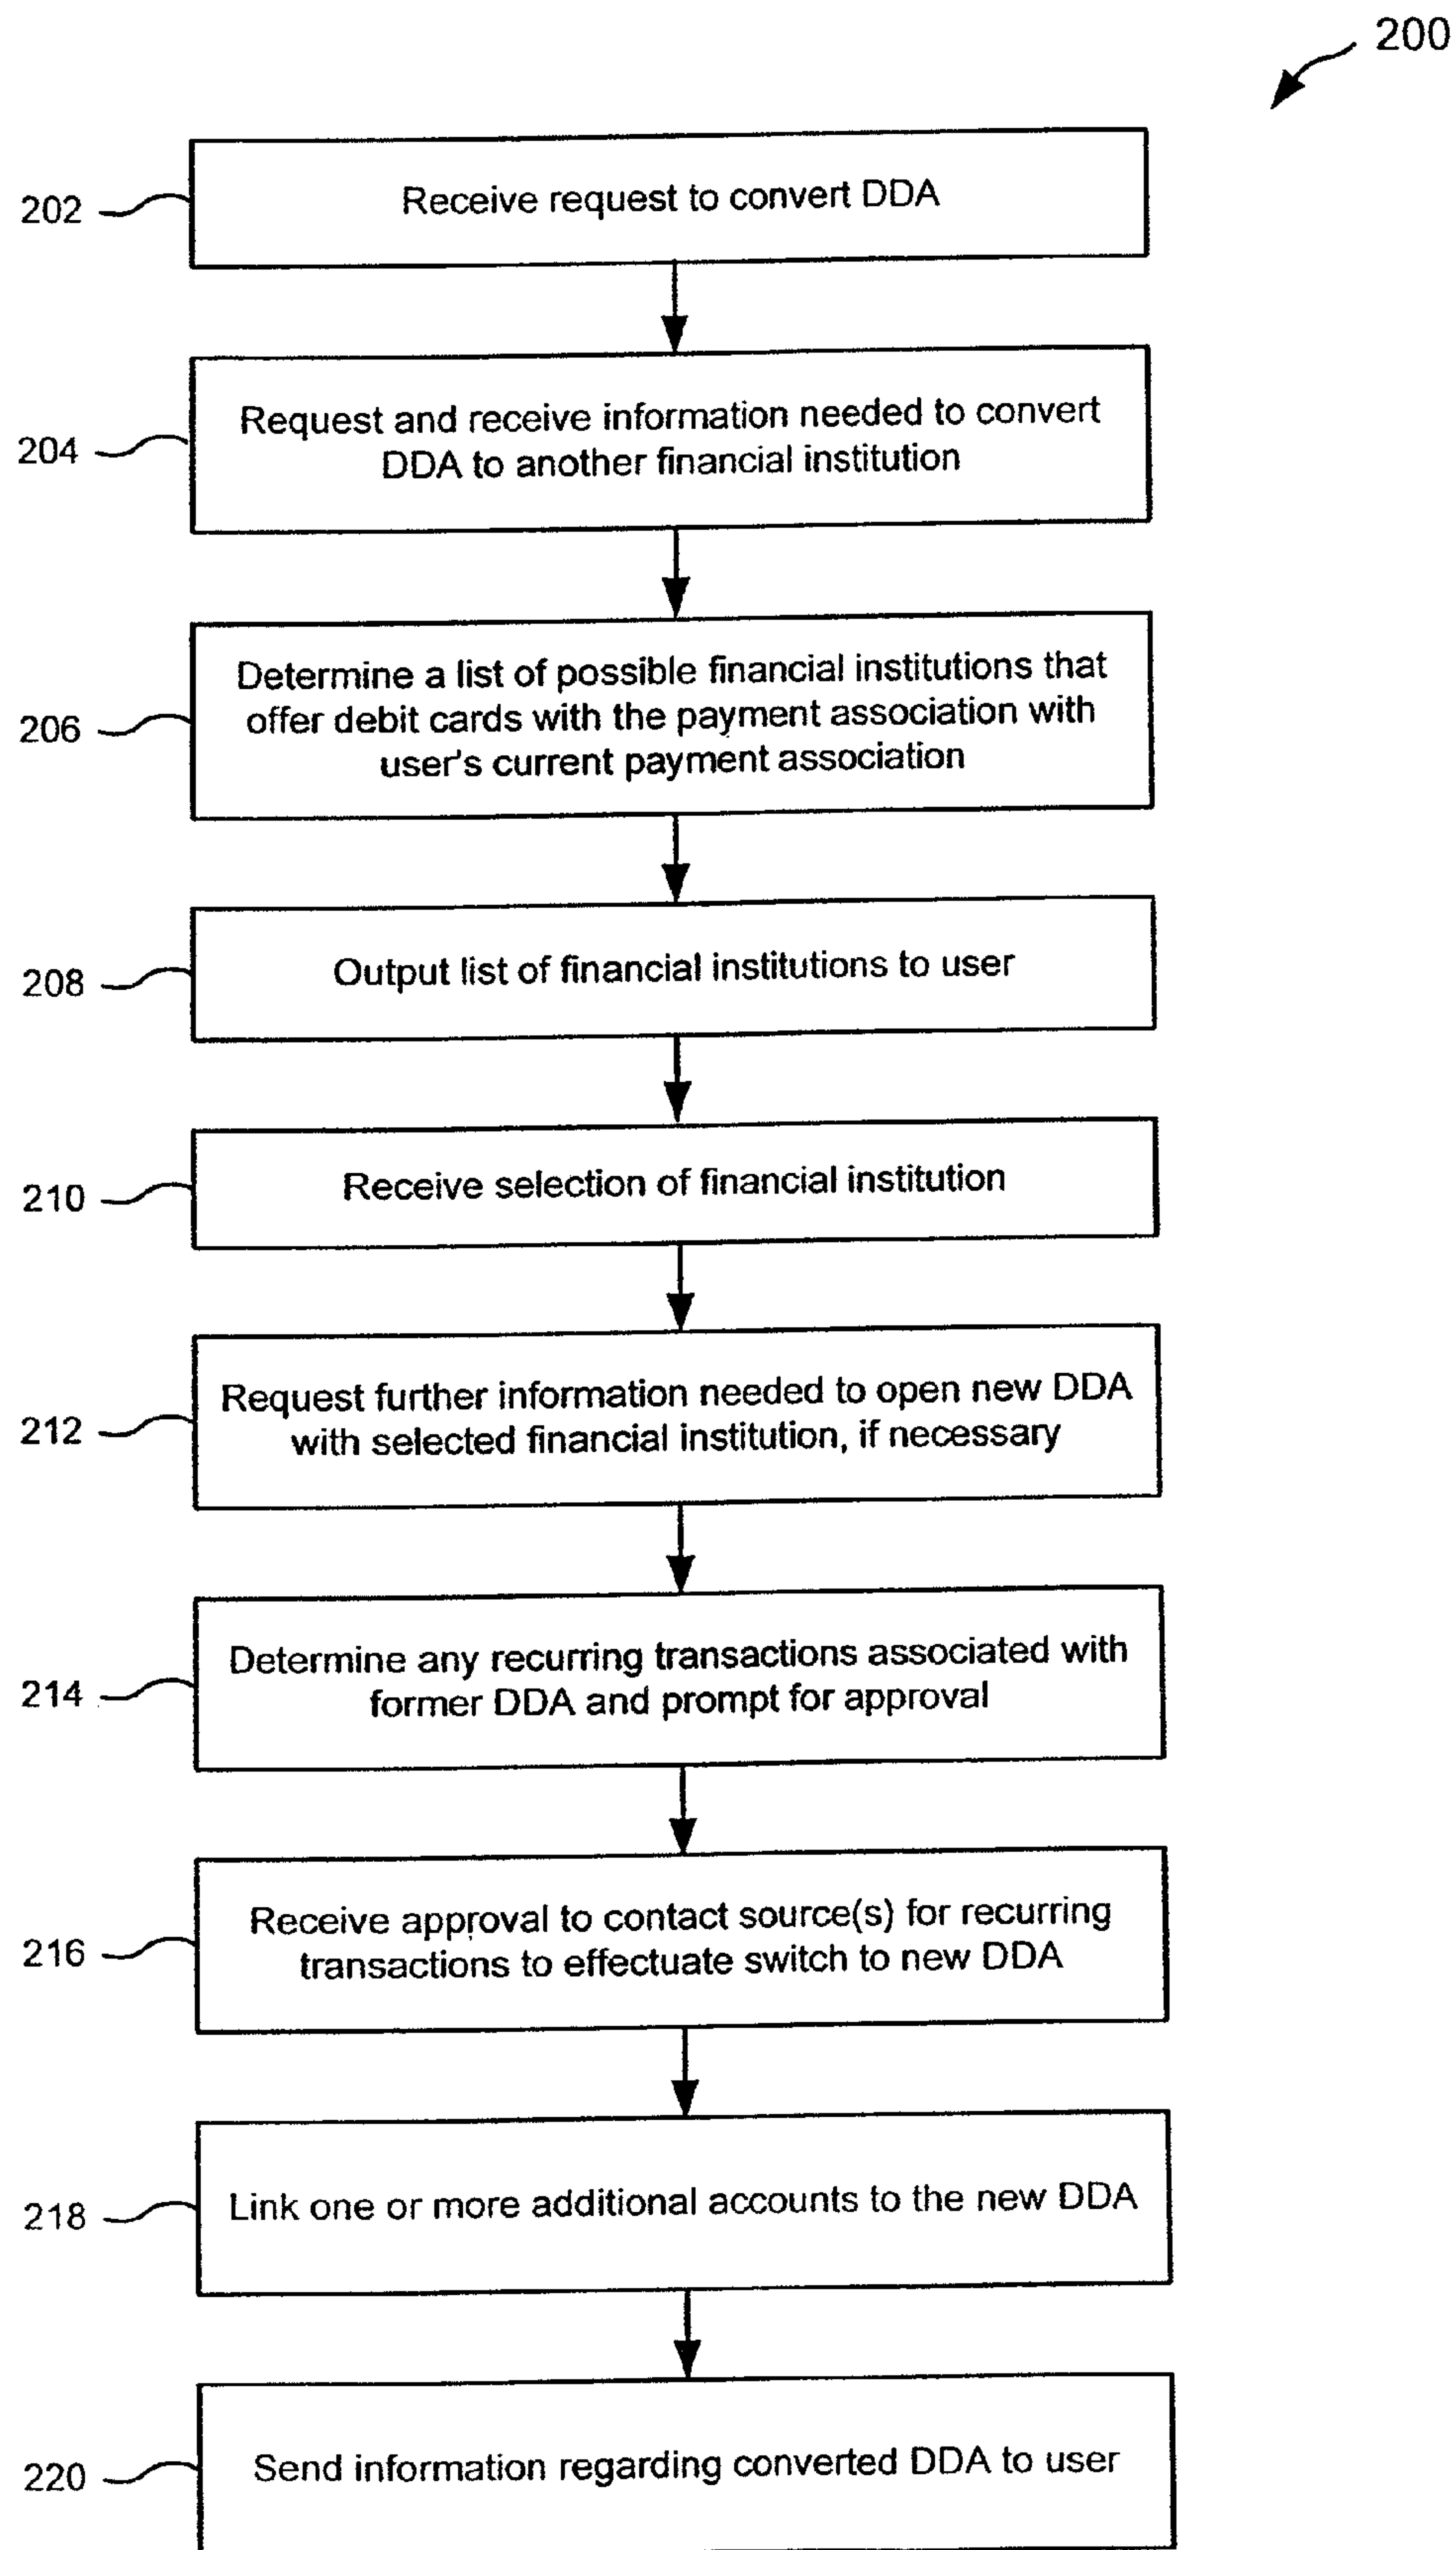 200
202
Receive request to convert DDA
204
Request and receive information needed to convert
DDA to another financial institution
206
Determine a list of possible financial institutions that
offer debit cards with the payment association with
user's current payment association
208
Output list of financial institutions to user
210
Receive selection of financial institution
212
Request further information needed to open new DDA
with selected financial institution, if necessary
214
Determine any recurring transactions associated with
former DDA and prompt for approval
216
Receive approval to contact source(s) for recurring
transactions to effectuate switch to new DDA
218
Link one or more additional accounts to the new DDA
220
Send information regarding converted DDA to user